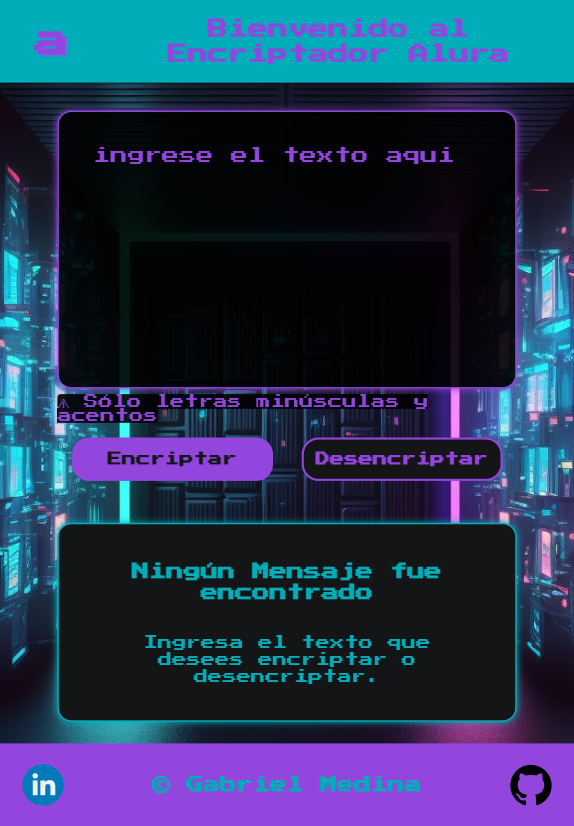 a
Bienvenido al
Encriptador Alura
ingrese el texto aqui
⚠ Sólo letras minúsculas y
acentos
Encriptar
Desencriptar
Ningún Mensaje fue
encontrado
Ingresa el texto que
desees encriptar o
desencriptar.
in
© Gabriel Medina